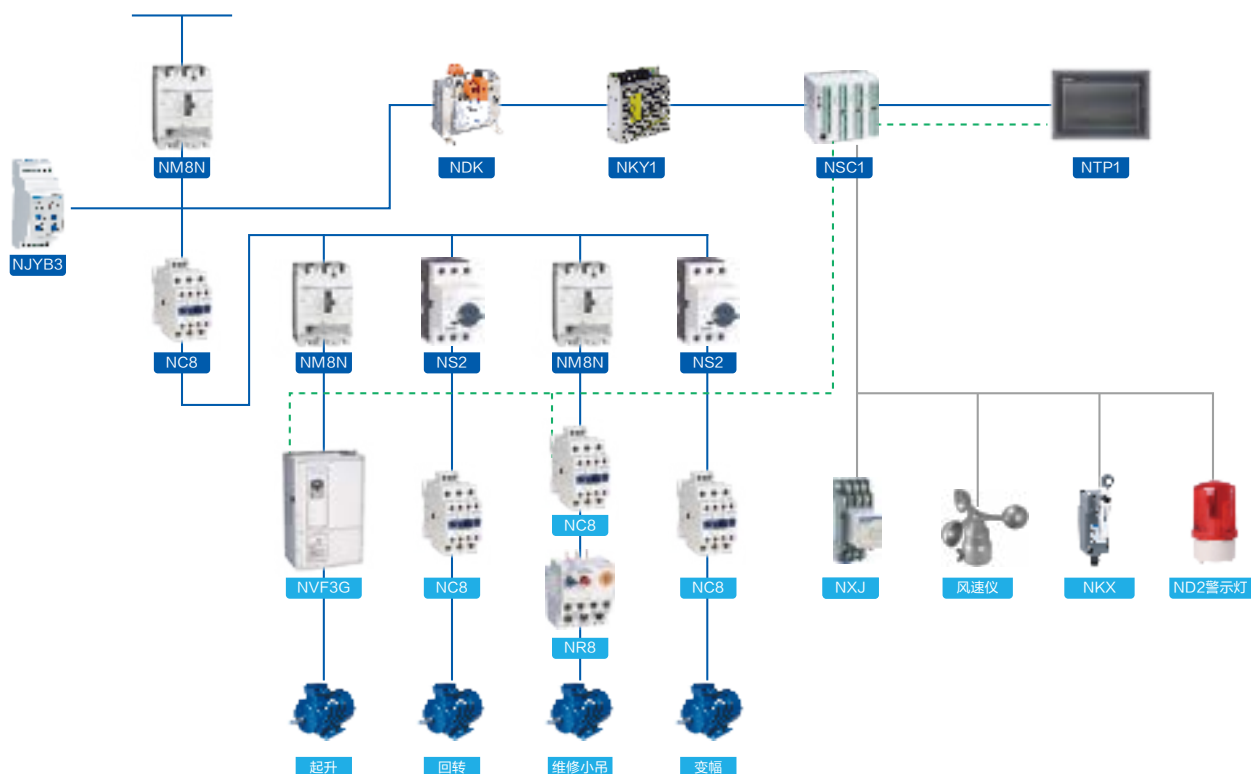 NM8N
NDK
NKY1
NSC1
NTP1
NJYB3
NC8
NM8N
NS2
NM8N
NS2
NC8
NVF3G
NC8
NC8
NXJ
风速仪
NKX
ND2警示灯
NR8
起升
回转
维修小吊
变幅